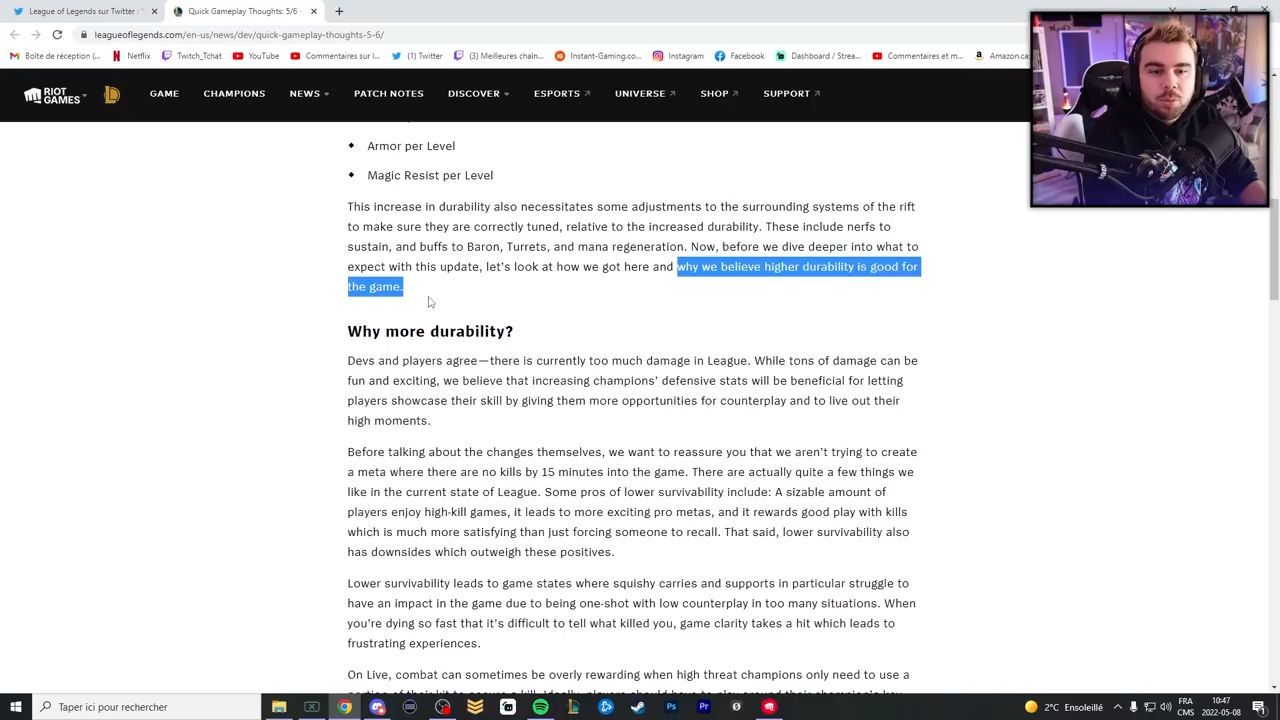 League of Legends sur Twitter : "
Quick Gameplay Thoughts: 5/6 -
leagueoflegends.com/en-us/news/dev/quick-gameplay-thoughts-5-6/
Boîte de réception (... Netflix Twitch_Tchat YouTube Commentaires sur l... (1) Twitter (3) Meilleures chaîn... Instant-Gaming.co... Instagram Facebook Dashboard / Strea... Commentaires et m... Amazon.ca
RIOT GAMES GAME CHAMPIONS NEWS PATCH NOTES DISCOVER ESPORTS UNIVERSE SHOP SUPPORT
Armor per Level
Magic Resist per Level
This increase in durability also necessitates some adjustments to the surrounding systems of the rift
to make sure they are correctly tuned, relative to the increased durability. These include nerfs to
sustain, and buffs to Baron, Turrets, and mana regeneration. Now, before we dive deeper into what to
expect with this update, let's look at how we got here and why we believe higher durability is good for
the game.
Why more durability?
Devs and players agree—there is currently too much damage in League. While tons of damage can be
fun and exciting, we believe that increasing champions' defensive stats will be beneficial for letting
players showcase their skill by giving them more opportunities for counterplay and to live out their
high moments.
Before talking about the changes themselves, we want to reassure you that we aren't trying to create
a meta where there are no kills by 15 minutes into the game. There are actually quite a few things we
like in the current state of League. Some pros of lower survivability include: A sizable amount of
players enjoy high-kill games, it leads to more exciting pro metas, and it rewards good play with kills
which is much more satisfying than just forcing someone to recall. That said, lower survivability also
has downsides which outweigh these positives.
Lower survivability leads to game states where squishy carries and supports in particular struggle to
have an impact in the game due to being one-shot with low counterplay in too many situations. When
you're dying so fast that it's difficult to tell what killed you, game clarity takes a hit which leads to
frustrating experiences.
On Live, combat can sometimes be overly rewarding when high threat champions only need to use a
Taper ici pour rechercher
2°C Ensoleillé
FRA
CMS
10:47
2022-05-08